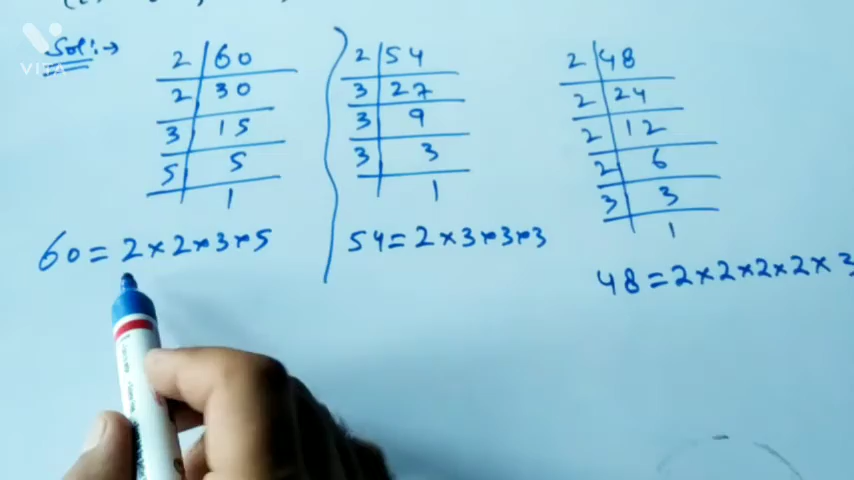 Sol:→
VITA
2 | 60
2 | 30
3 | 15
5 | 5
1
60 = 2 × 2 × 3 × 5
2 | 54
3 | 27
3 | 9
3 | 3
1
54 = 2 × 3 × 3 × 3
2 | 48
2 | 24
2 | 12
2 | 6
3 | 3
1
48 = 2 × 2 × 2 × 2 × 3